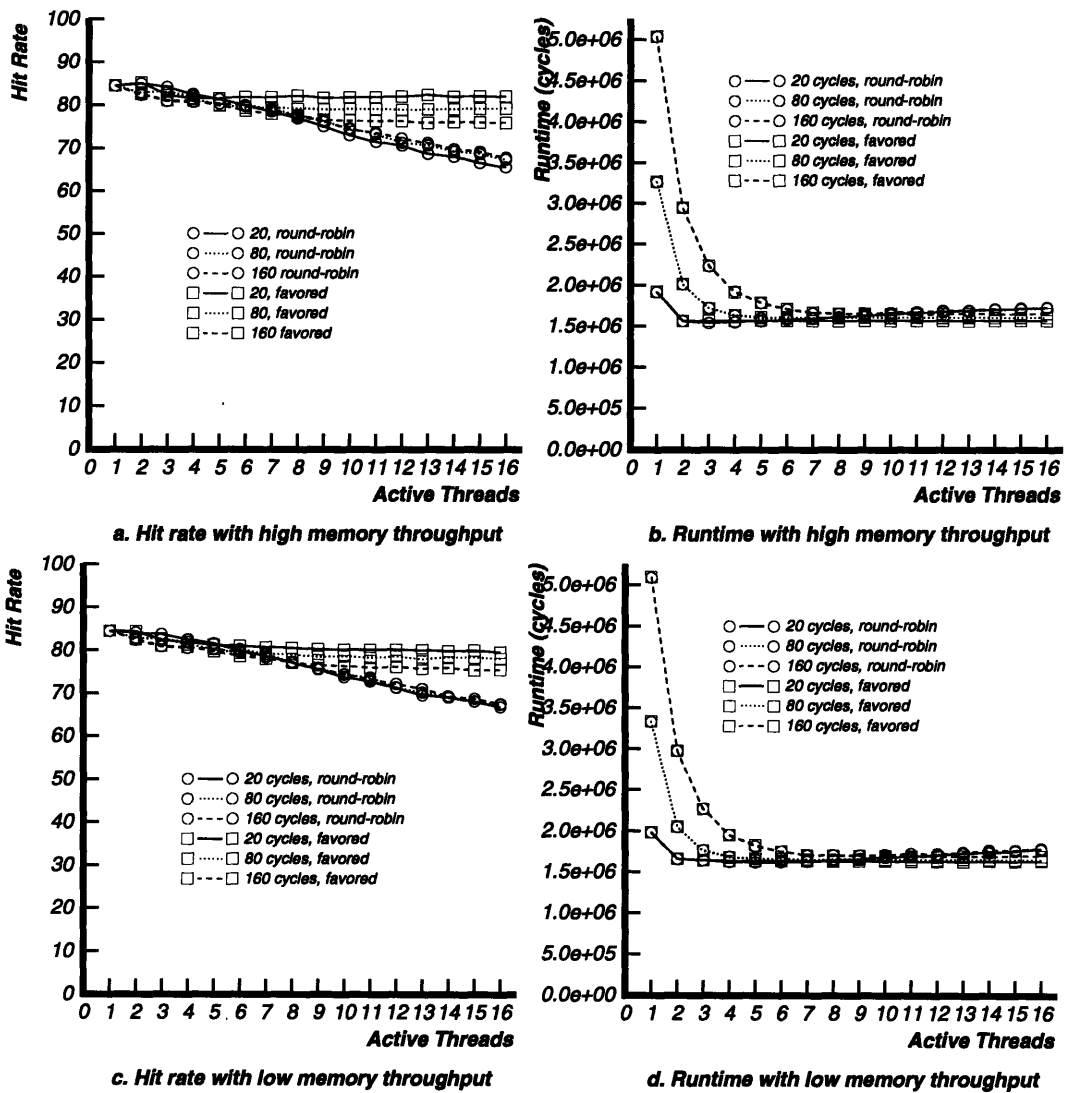 Hit Rate
100
90
80
70
60
50
40
30
20
10
0
20, round-robin
80, round-robin
160 round-robin
20, favored
80, favored
160 favored
0 1 2 3 4 5 6 7 8 9 10 11 12 13 14 15 16
Active Threads
a. Hit rate with high memory throughput
Runtime (cycles)
5.0e+06
4.5e+06
4.0e+06
3.5e+06
3.0e+06
2.5e+06
2.0e+06
1.5e+06
1.0e+06
5.0e+05
0.0e+00
20 cycles, round-robin
80 cycles, round-robin
160 cycles, round-robin
20 cycles, favored
80 cycles, favored
160 cycles, favored
0 1 2 3 4 5 6 7 8 9 10 11 12 13 14 15 16
Active Threads
b. Runtime with high memory throughput
Hit Rate
100
90
80
70
60
50
40
30
20
10
0
20 cycles, round-robin
80 cycles, round-robin
160 cycles, round-robin
20 cycles, favored
80 cycles, favored
160 cycles, favored
0 1 2 3 4 5 6 7 8 9 10 11 12 13 14 15 16
Active Threads
c. Hit rate with low memory throughput
Runtime (cycles)
5.0e+06
4.5e+06
4.0e+06
3.5e+06
3.0e+06
2.5e+06
2.0e+06
1.5e+06
1.0e+06
5.0e+05
0.0e+00
20 cycles, round-robin
80 cycles, round-robin
160 cycles, round-robin
20 cycles, favored
80 cycles, favored
160 cycles, favored
0 1 2 3 4 5 6 7 8 9 10 11 12 13 14 15 16
Active Threads
d. Runtime with low memory throughput